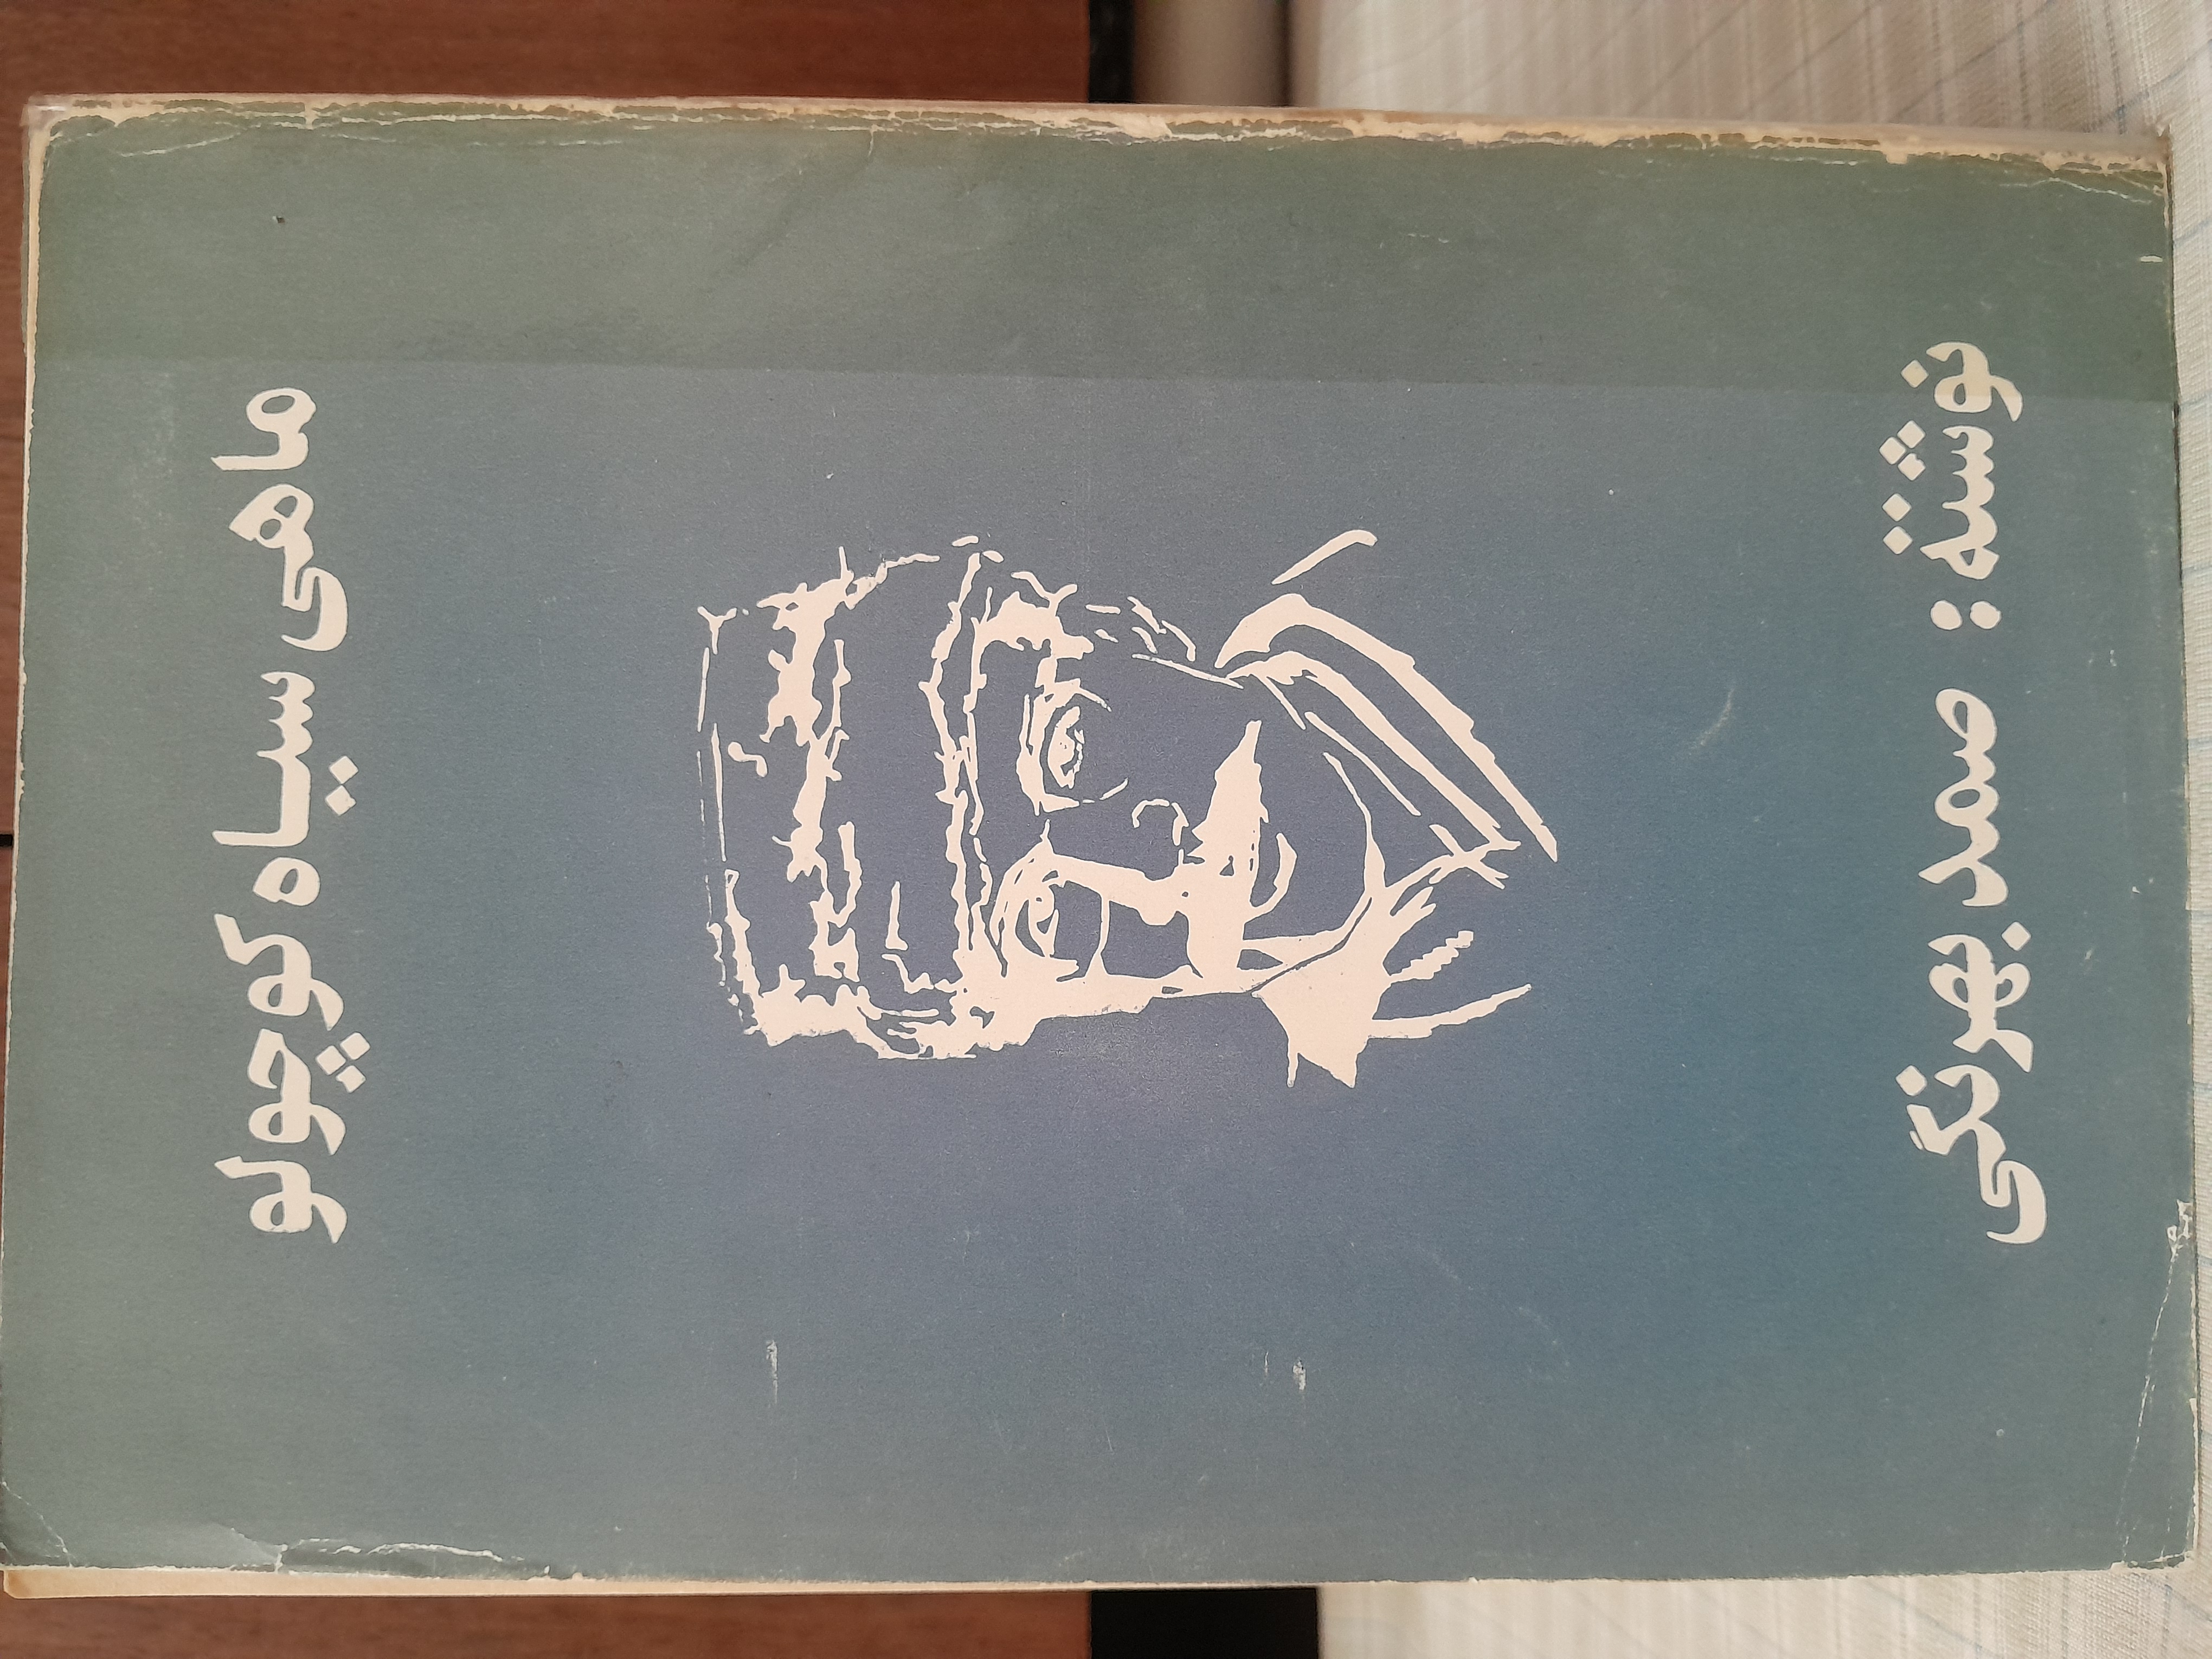 ماهی سیاه کوچولو
نوشته: صمد بهرنگی